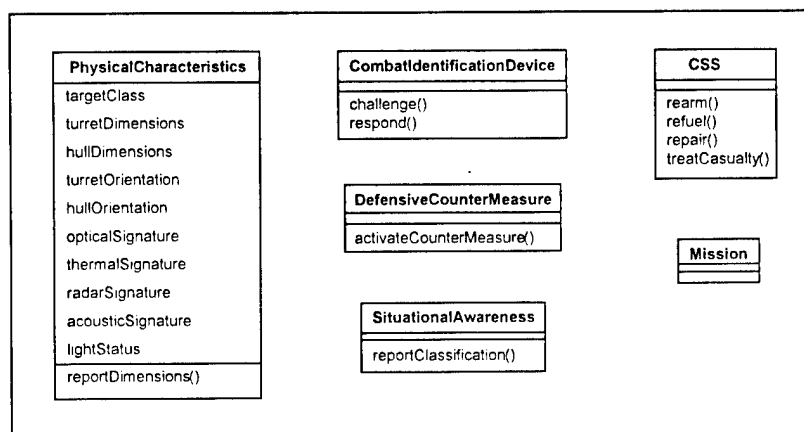 PhysicalCharacteristics
targetClass
turretDimensions
hullDimensions
turretOrientation
hullOrientation
opticalSignature
thermalSignature
radarSignature
acousticSignature
lightStatus
reportDimensions()
CombatIdentificationDevice
challenge()
respond()
DefensiveCounterMeasure
activateCounterMeasure()
SituationalAwareness
reportClassification()
CSS
rearm()
refuel()
repair()
treatCasualty()
Mission